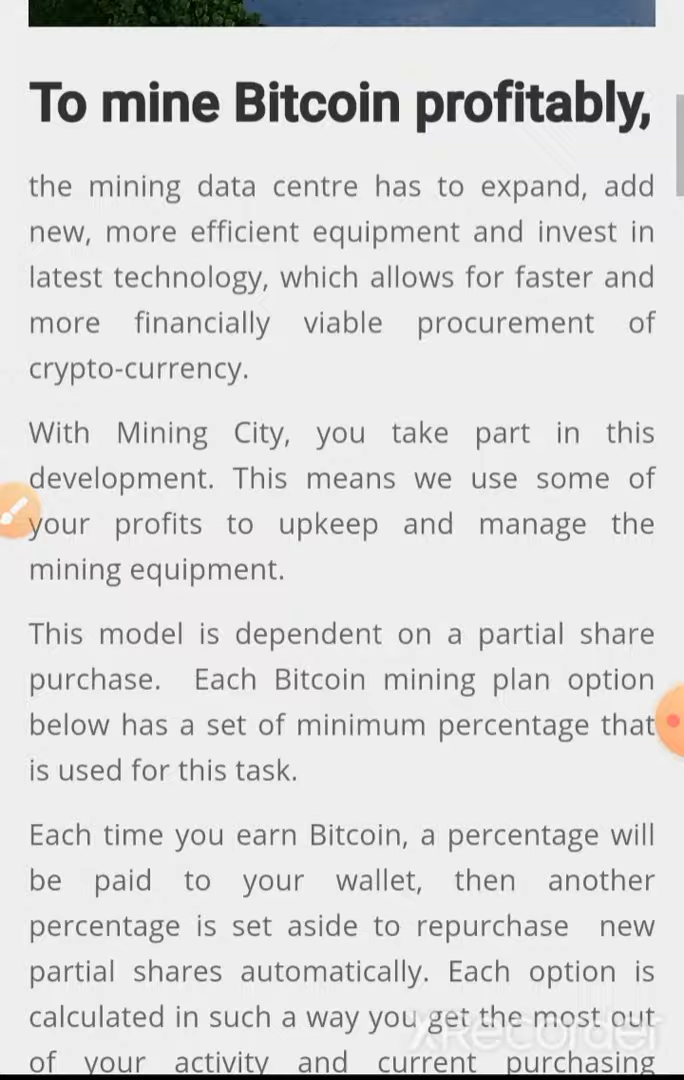 To mine Bitcoin profitably,
the mining data centre has to expand, add
new, more efficient equipment and invest in
latest technology, which allows for faster and
more financially viable procurement of
crypto-currency.
With Mining City, you take part in this
development. This means we use some of
your profits to upkeep and manage the
mining equipment.
This model is dependent on a partial share
purchase. Each Bitcoin mining plan option
below has a set of minimum percentage that
is used for this task.
Each time you earn Bitcoin, a percentage will
be paid to your wallet, then another
percentage is set aside to repurchase new
partial shares automatically. Each option is
calculated in such a way you get the most out
XRecorder
of your activity and current purchasing